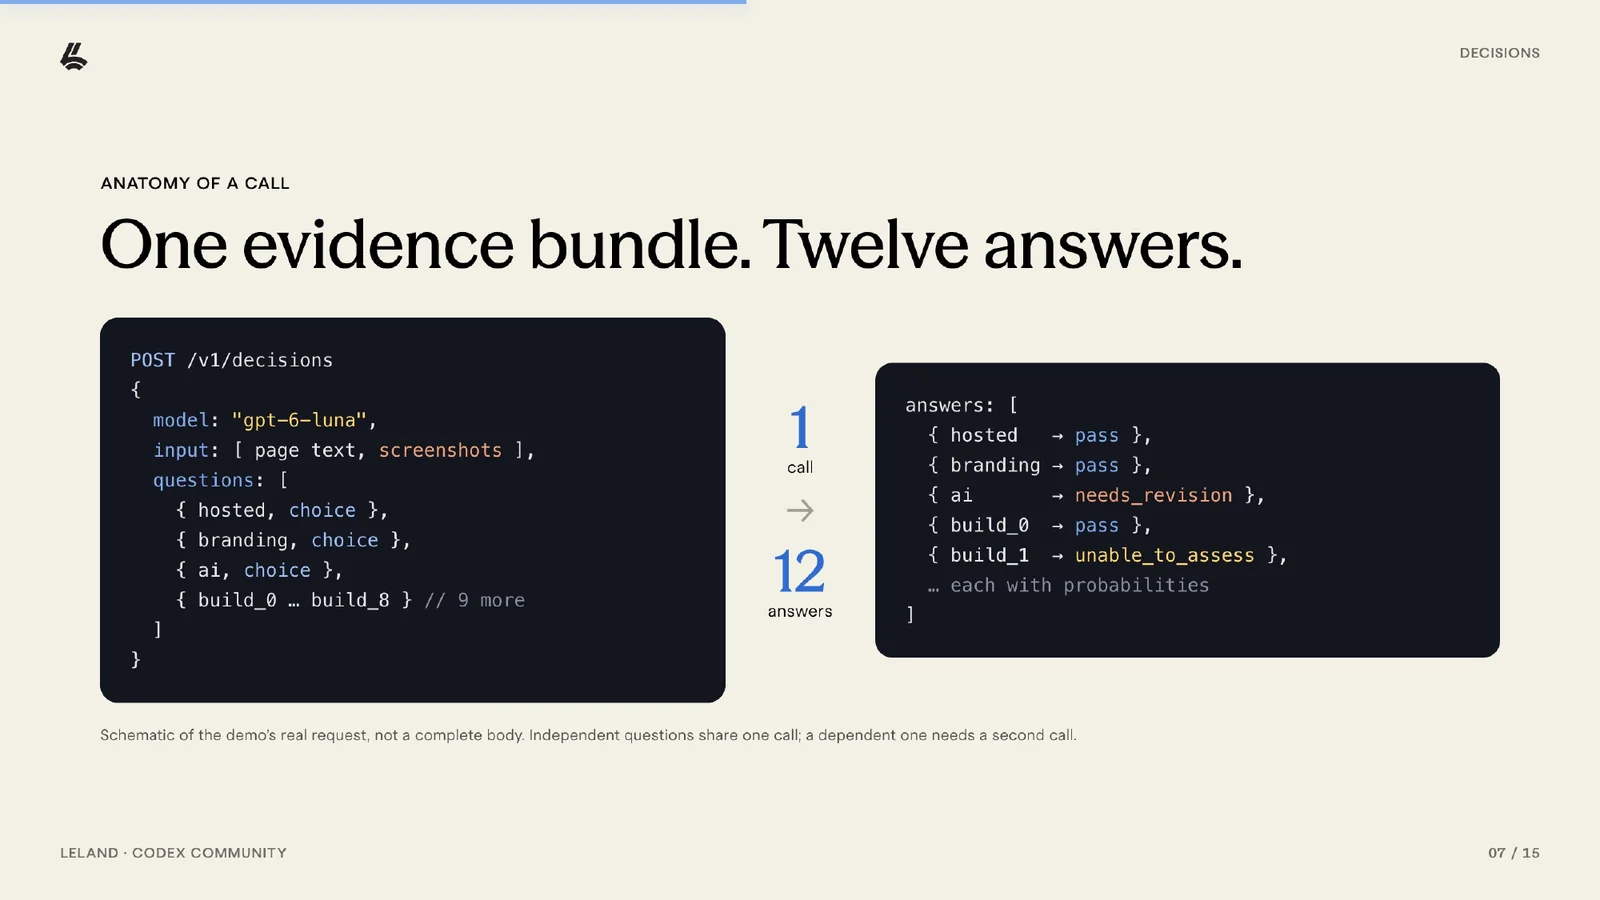 DECISIONS
ANATOMY OF A CALL
One evidence bundle. Twelve answers.
POST /v1/decisions
{
model: "gpt-6-luna",
input: [ page text, screenshots ],
questions: [
{ hosted, choice },
{ branding, choice },
{ ai, choice },
{ build_0 … build_8 } // 9 more
]
}
1
call
→
12
answers
answers: [
{ hosted → pass },
{ branding → pass },
{ ai → needs_revision },
{ build_0 → pass },
{ build_1 → unable_to_assess },
… each with probabilities
]
Schematic of the demo's real request, not a complete body. Independent questions share one call; a dependent one needs a second call.
LELAND · CODEX COMMUNITY
07 / 15